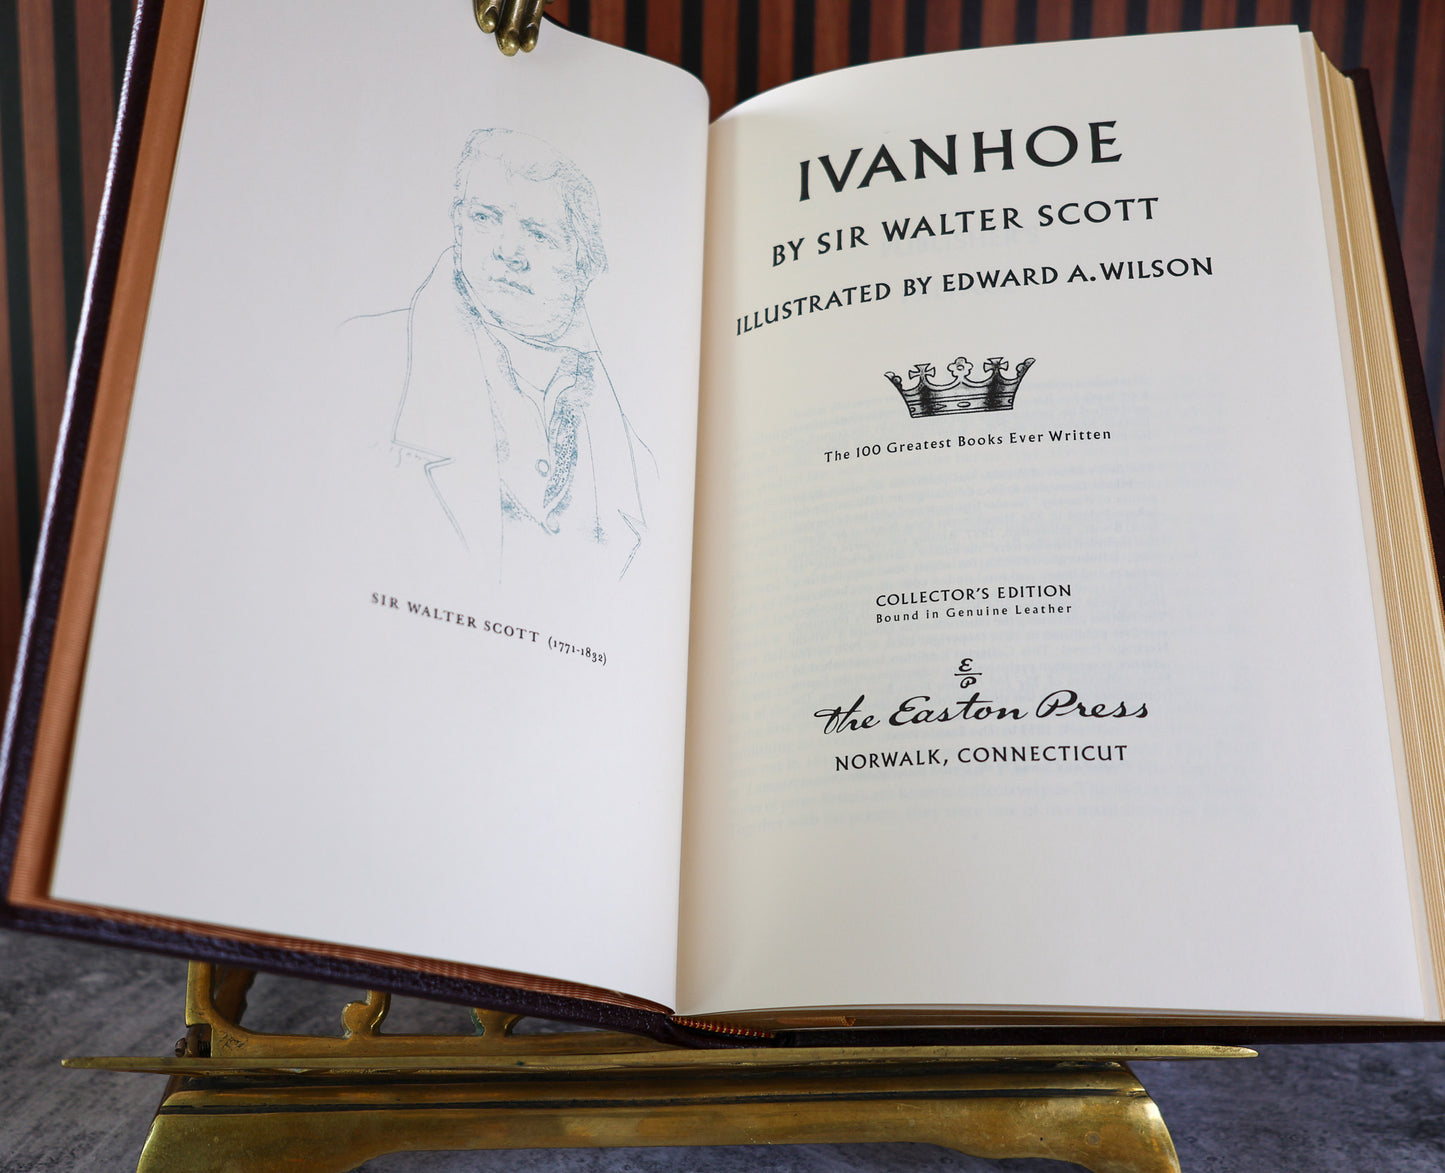 SIR WALTER SCOTT (1771-1832)
IVANHOE
BY SIR WALTER SCOTT
ILLUSTRATED BY EDWARD A. WILSON
The 100 Greatest Books Ever Written
COLLECTOR'S EDITION
Bound in Genuine Leather
E
P
the Easton Press
NORWALK, CONNECTICUT